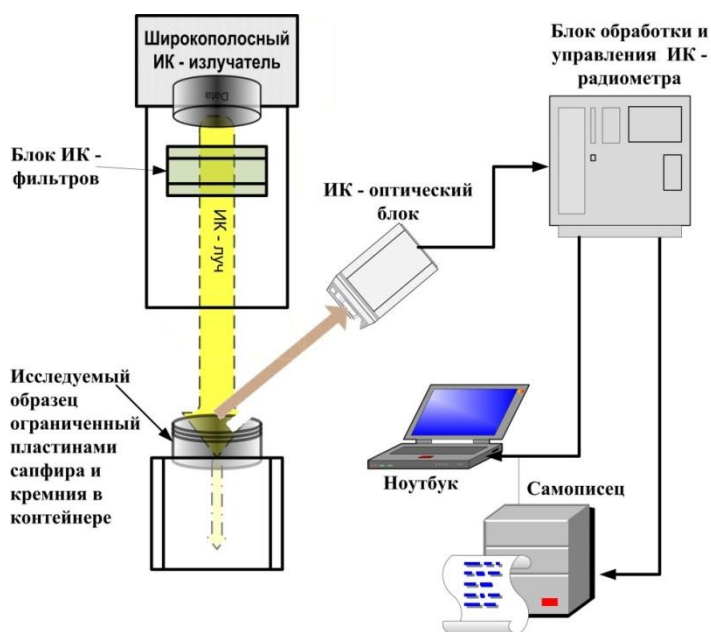 Широкополосный
ИК - излучатель
Data
Блок ИК -
фильтров
ИК - луч
ИК - оптический
блок
Блок обработки и
управления ИК -
радиометра
Исследуемый
образец
ограниченный
пластинами
сапфира и
кремния в
контейнере
Ноутбук
Самописец